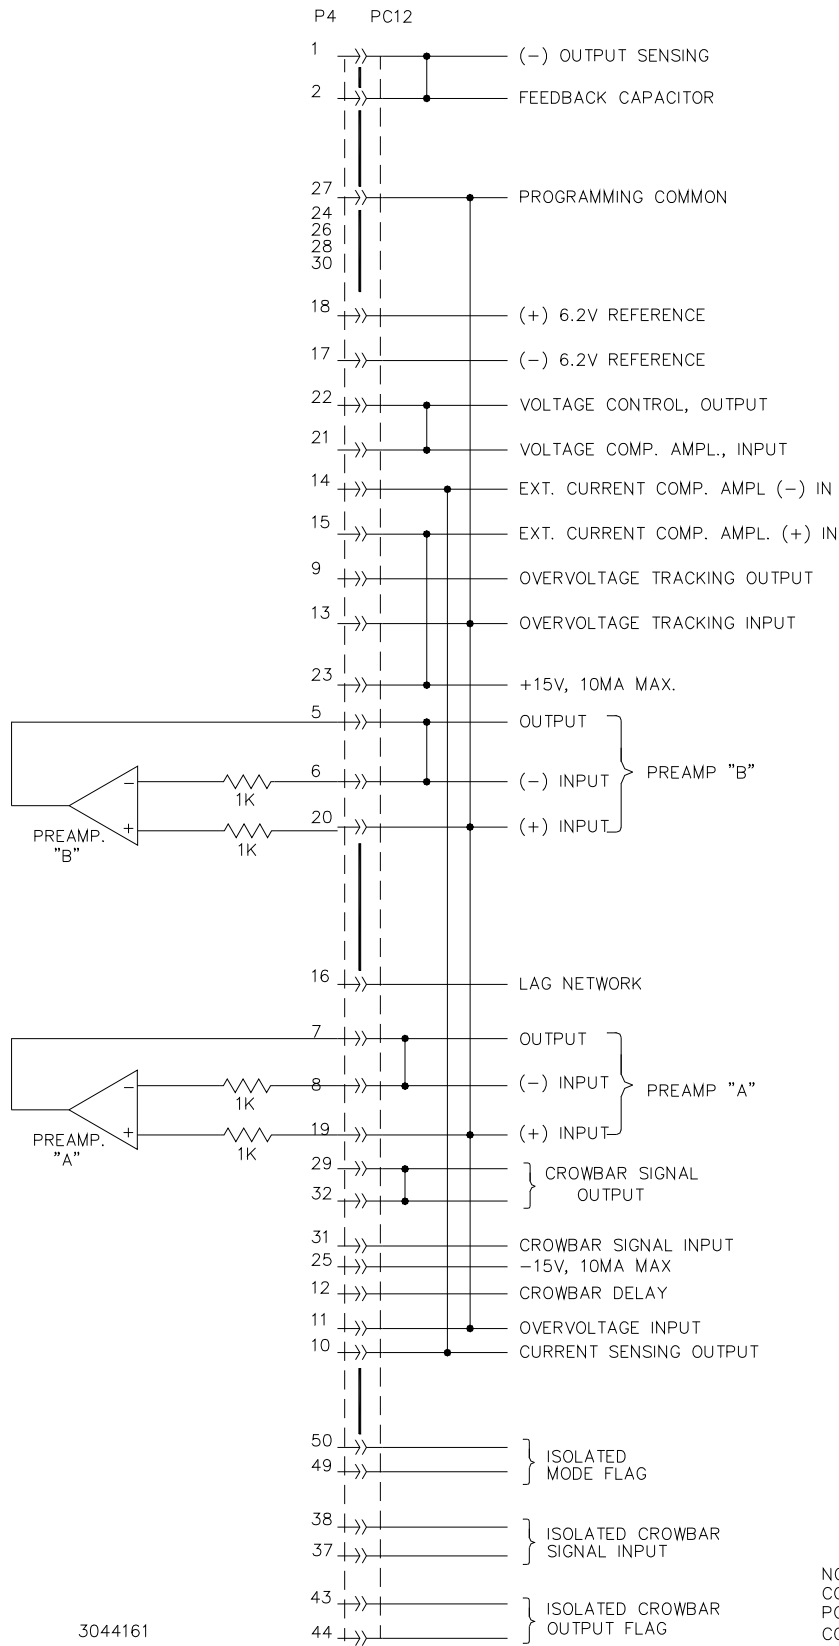 P4 PC12
1 (−) OUTPUT SENSING
2 FEEDBACK CAPACITOR
27 PROGRAMMING COMMON
24
26
28
30
18 (+) 6.2V REFERENCE
17 (−) 6.2V REFERENCE
22 VOLTAGE CONTROL, OUTPUT
21 VOLTAGE COMP. AMPL., INPUT
14 EXT. CURRENT COMP. AMPL (−) IN
15 EXT. CURRENT COMP. AMPL. (+) IN
9 OVERVOLTAGE TRACKING OUTPUT
13 OVERVOLTAGE TRACKING INPUT
23 +15V, 10MA MAX.
5 OUTPUT
− 1K 6 (−) INPUT PREAMP "B"
+ 1K 20 (+) INPUT
PREAMP.
"B"
16 LAG NETWORK
7 OUTPUT
− 1K 8 (−) INPUT PREAMP "A"
+ 1K 19 (+) INPUT
PREAMP.
"A"
29 CROWBAR SIGNAL
32 OUTPUT
31 CROWBAR SIGNAL INPUT
25 −15V, 10MA MAX
12 CROWBAR DELAY
11 OVERVOLTAGE INPUT
10 CURRENT SENSING OUTPUT
50 ISOLATED
49 MODE FLAG
38 ISOLATED CROWBAR
37 SIGNAL INPUT
43 ISOLATED CROWBAR
44 OUTPUT FLAG
3044161